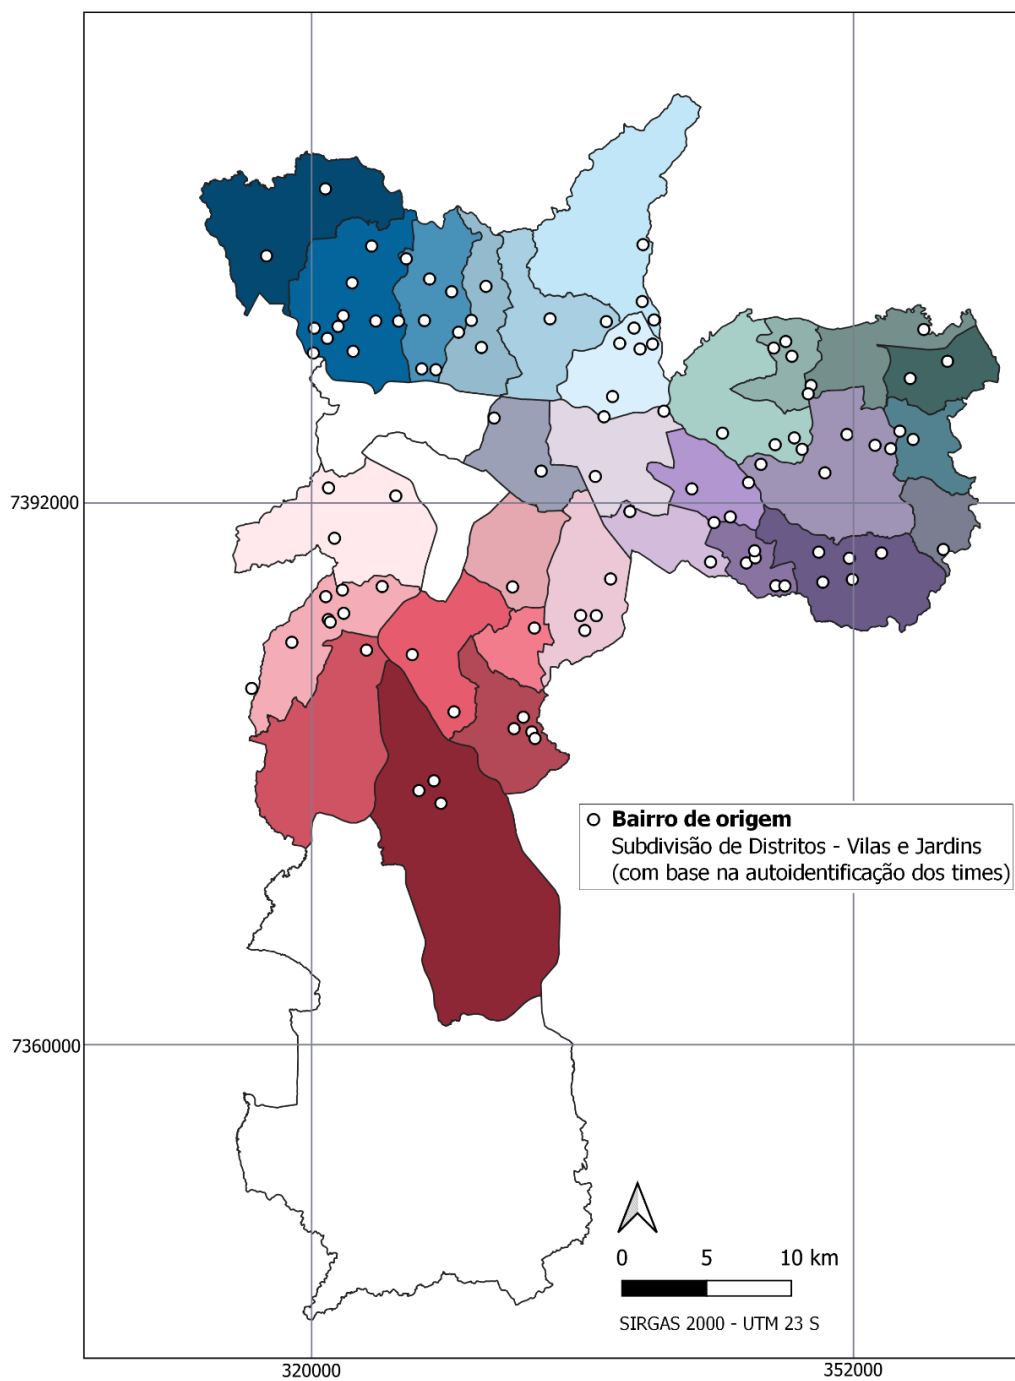 7392000
Bairro de origem
Subdivisão de Distritos - Vilas e Jardins
(com base na autoidentificação dos times)
7360000
0 5 10 km
SIRGAS 2000 - UTM 23 S
320000 352000